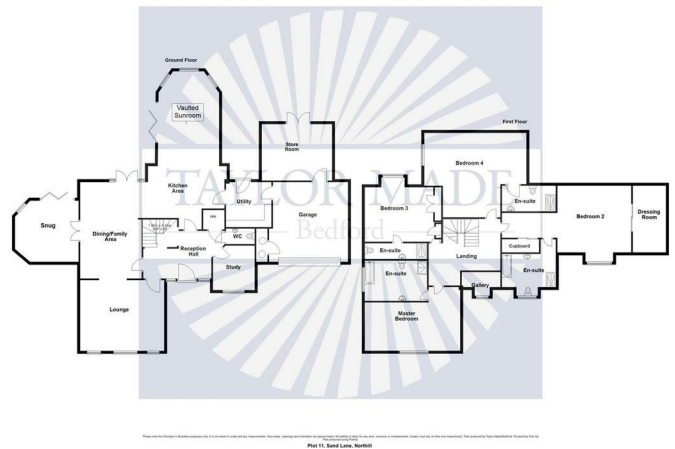 Ground Floor
Vaulted
Sunroom
Store
Room
Kitchen
Area
Utility
Garage
Snug
Dining/Family
Area
Reception
Hall
WC
Study
Lounge
First Floor
Bedroom 4
Bedroom 3
En-suite
Bedroom 2
Dressing
Room
Cupboard
En-suite
Landing
En-suite
En-suite
Gallery
Master
Bedroom
TAYLOR MADE
Bedford
Plot 11, Sand Lane, Northill